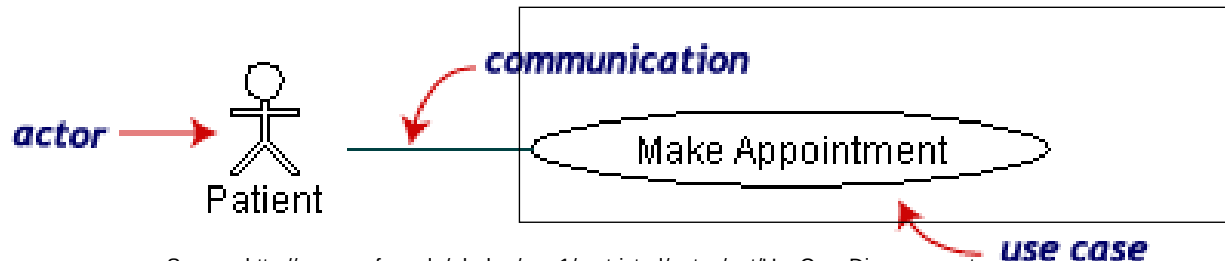 communication
actor
Make Appointment
Patient
use case